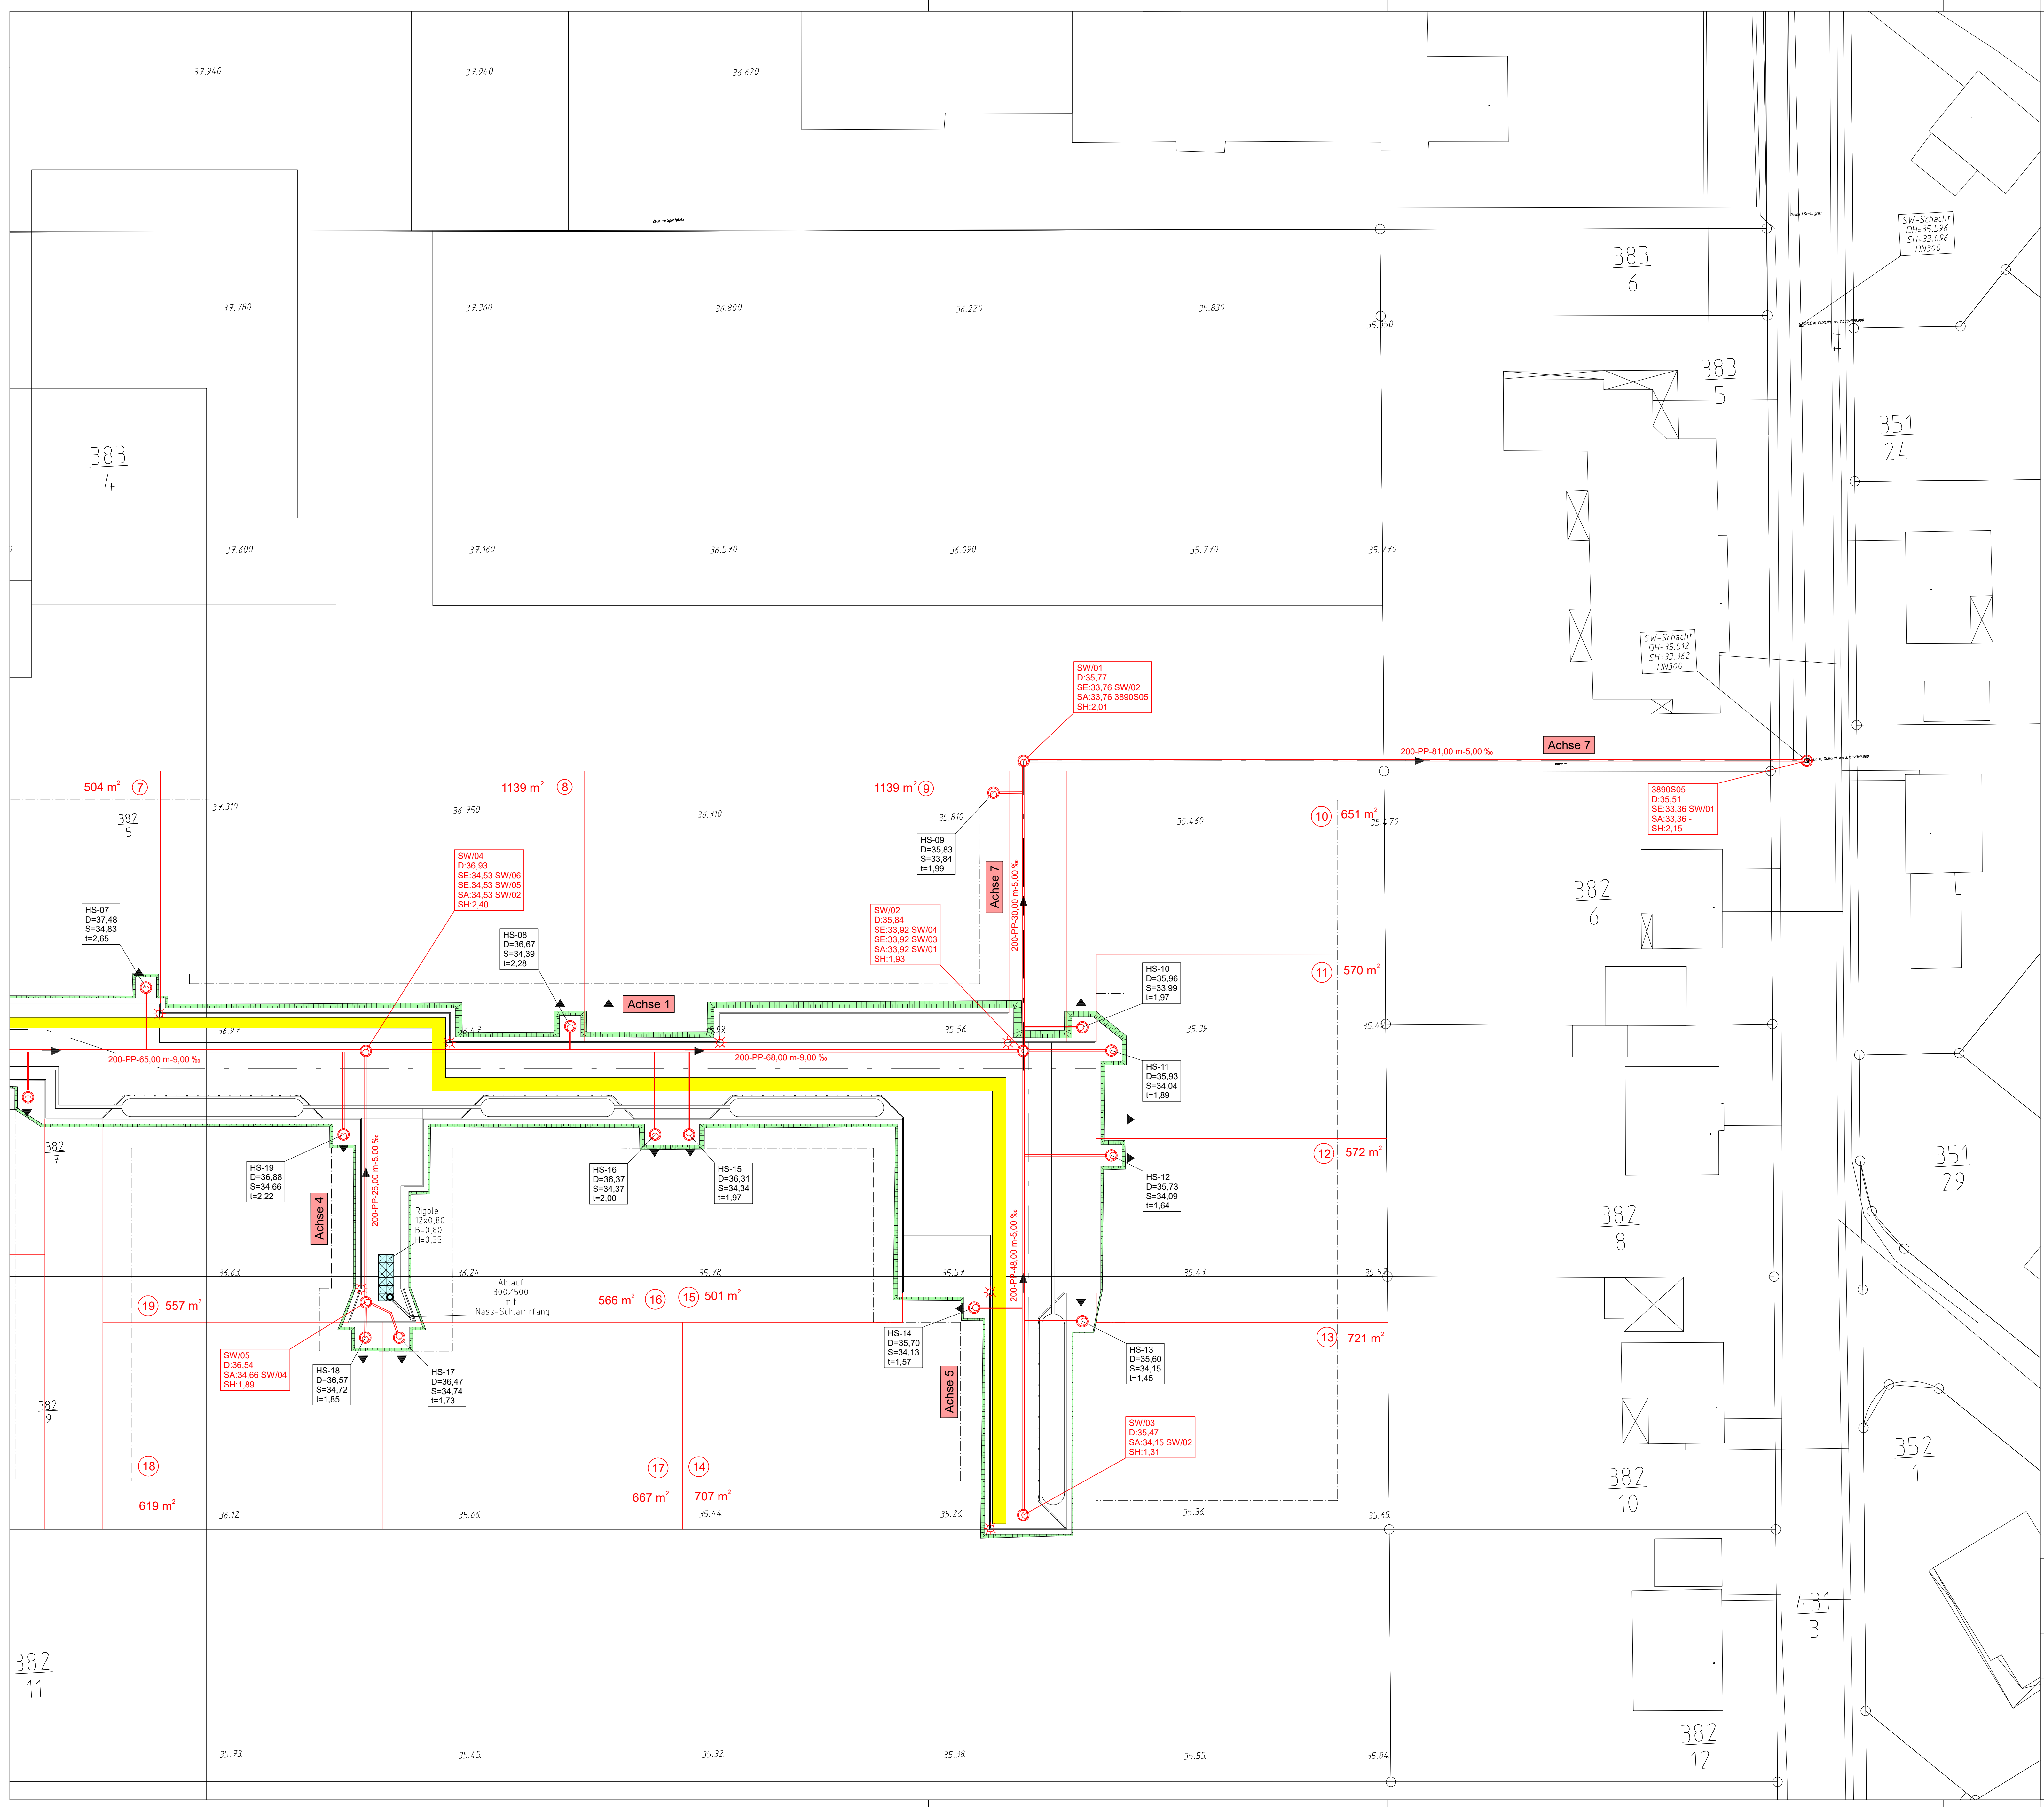 37.940
37.940
36.620
Zaun am Sportplatz
SW-Schacht
DH=35.596
SH=33.096
DN300
383
6
37.780
37.360
36.800
36.220
35.830
35.850
383
5
351
24
383
4
37.600
37.160
36.570
36.090
35.770
35.770
SW-Schacht
DH=35.512
SH=33.362
DN300
SW/01
D:35,77
SE:33,76 SW/02
SA:33,76 3890S05
SH:2,01
200-PP-81,00 m-5,00 ‰
Achse 7
504 m²
7
1139 m²
8
1139 m²
9
3890S05
D:35,51
SE:33,36 SW/01
SA:33,36 -
SH:2,15
37.310
36.750
36.310
35.810
35.460
10
651 m²
35.470
382
5
HS-09
D=35,83
S=33,84
t=1,99
SW/04
D:36,93
SE:34,53 SW/06
SE:34,53 SW/05
SA:34,53 SW/02
SH:2,40
Achse 7
200-PP-30,00 m-5,00 ‰
382
6
HS-07
D=37,48
S=34,83
t=2,65
SW/02
D:35,84
SE:33,92 SW/04
SE:33,92 SW/03
SA:33,92 SW/01
SH:1,93
HS-08
D=36,67
S=34,39
t=2,28
HS-10
D=35,96
S=33,99
t=1,97
11
570 m²
Achse 1
36.97.
36.47.
35.99.
35.56.
35.39.
35.49.
200-PP-65,00 m-9,00 ‰
200-PP-68,00 m-9,00 ‰
HS-11
D=35,93
S=34,04
t=1,89
382
7
12
572 m²
HS-19
D=36,88
S=34,66
t=2,22
200-PP-26,00 m-5,00 ‰
HS-16
D=36,37
S=34,37
t=2,00
HS-15
D=36,31
S=34,34
t=1,97
HS-12
D=35,73
S=34,09
t=1,64
351
29
Achse 4
Rigole
12x0,80
B=0,80
H=0,35
382
8
36.63.
36.24.
35.78.
35.57.
35.43.
35.57.
200-PP-48,00 m-5,00 ‰
Ablauf
300/500
mit
Nass-Schlammfang
19
557 m²
566 m²
16
15
501 m²
HS-14
D=35,70
S=34,13
t=1,57
13
721 m²
SW/05
D:36,54
SA:34,66 SW/04
SH:1,89
HS-18
D=36,57
S=34,72
t=1,85
HS-17
D=36,47
S=34,74
t=1,73
HS-13
D=35,60
S=34,15
t=1,45
Achse 5
382
9
SW/03
D:35,47
SA:34,15 SW/02
SH:1,31
352
1
18
17
14
382
10
619 m²
667 m²
707 m²
36.12.
35.66.
35.44.
35.26.
35.36.
35.65.
431
3
382
11
382
12
35.73.
35.45.
35.32.
35.38.
35.55.
35.84.